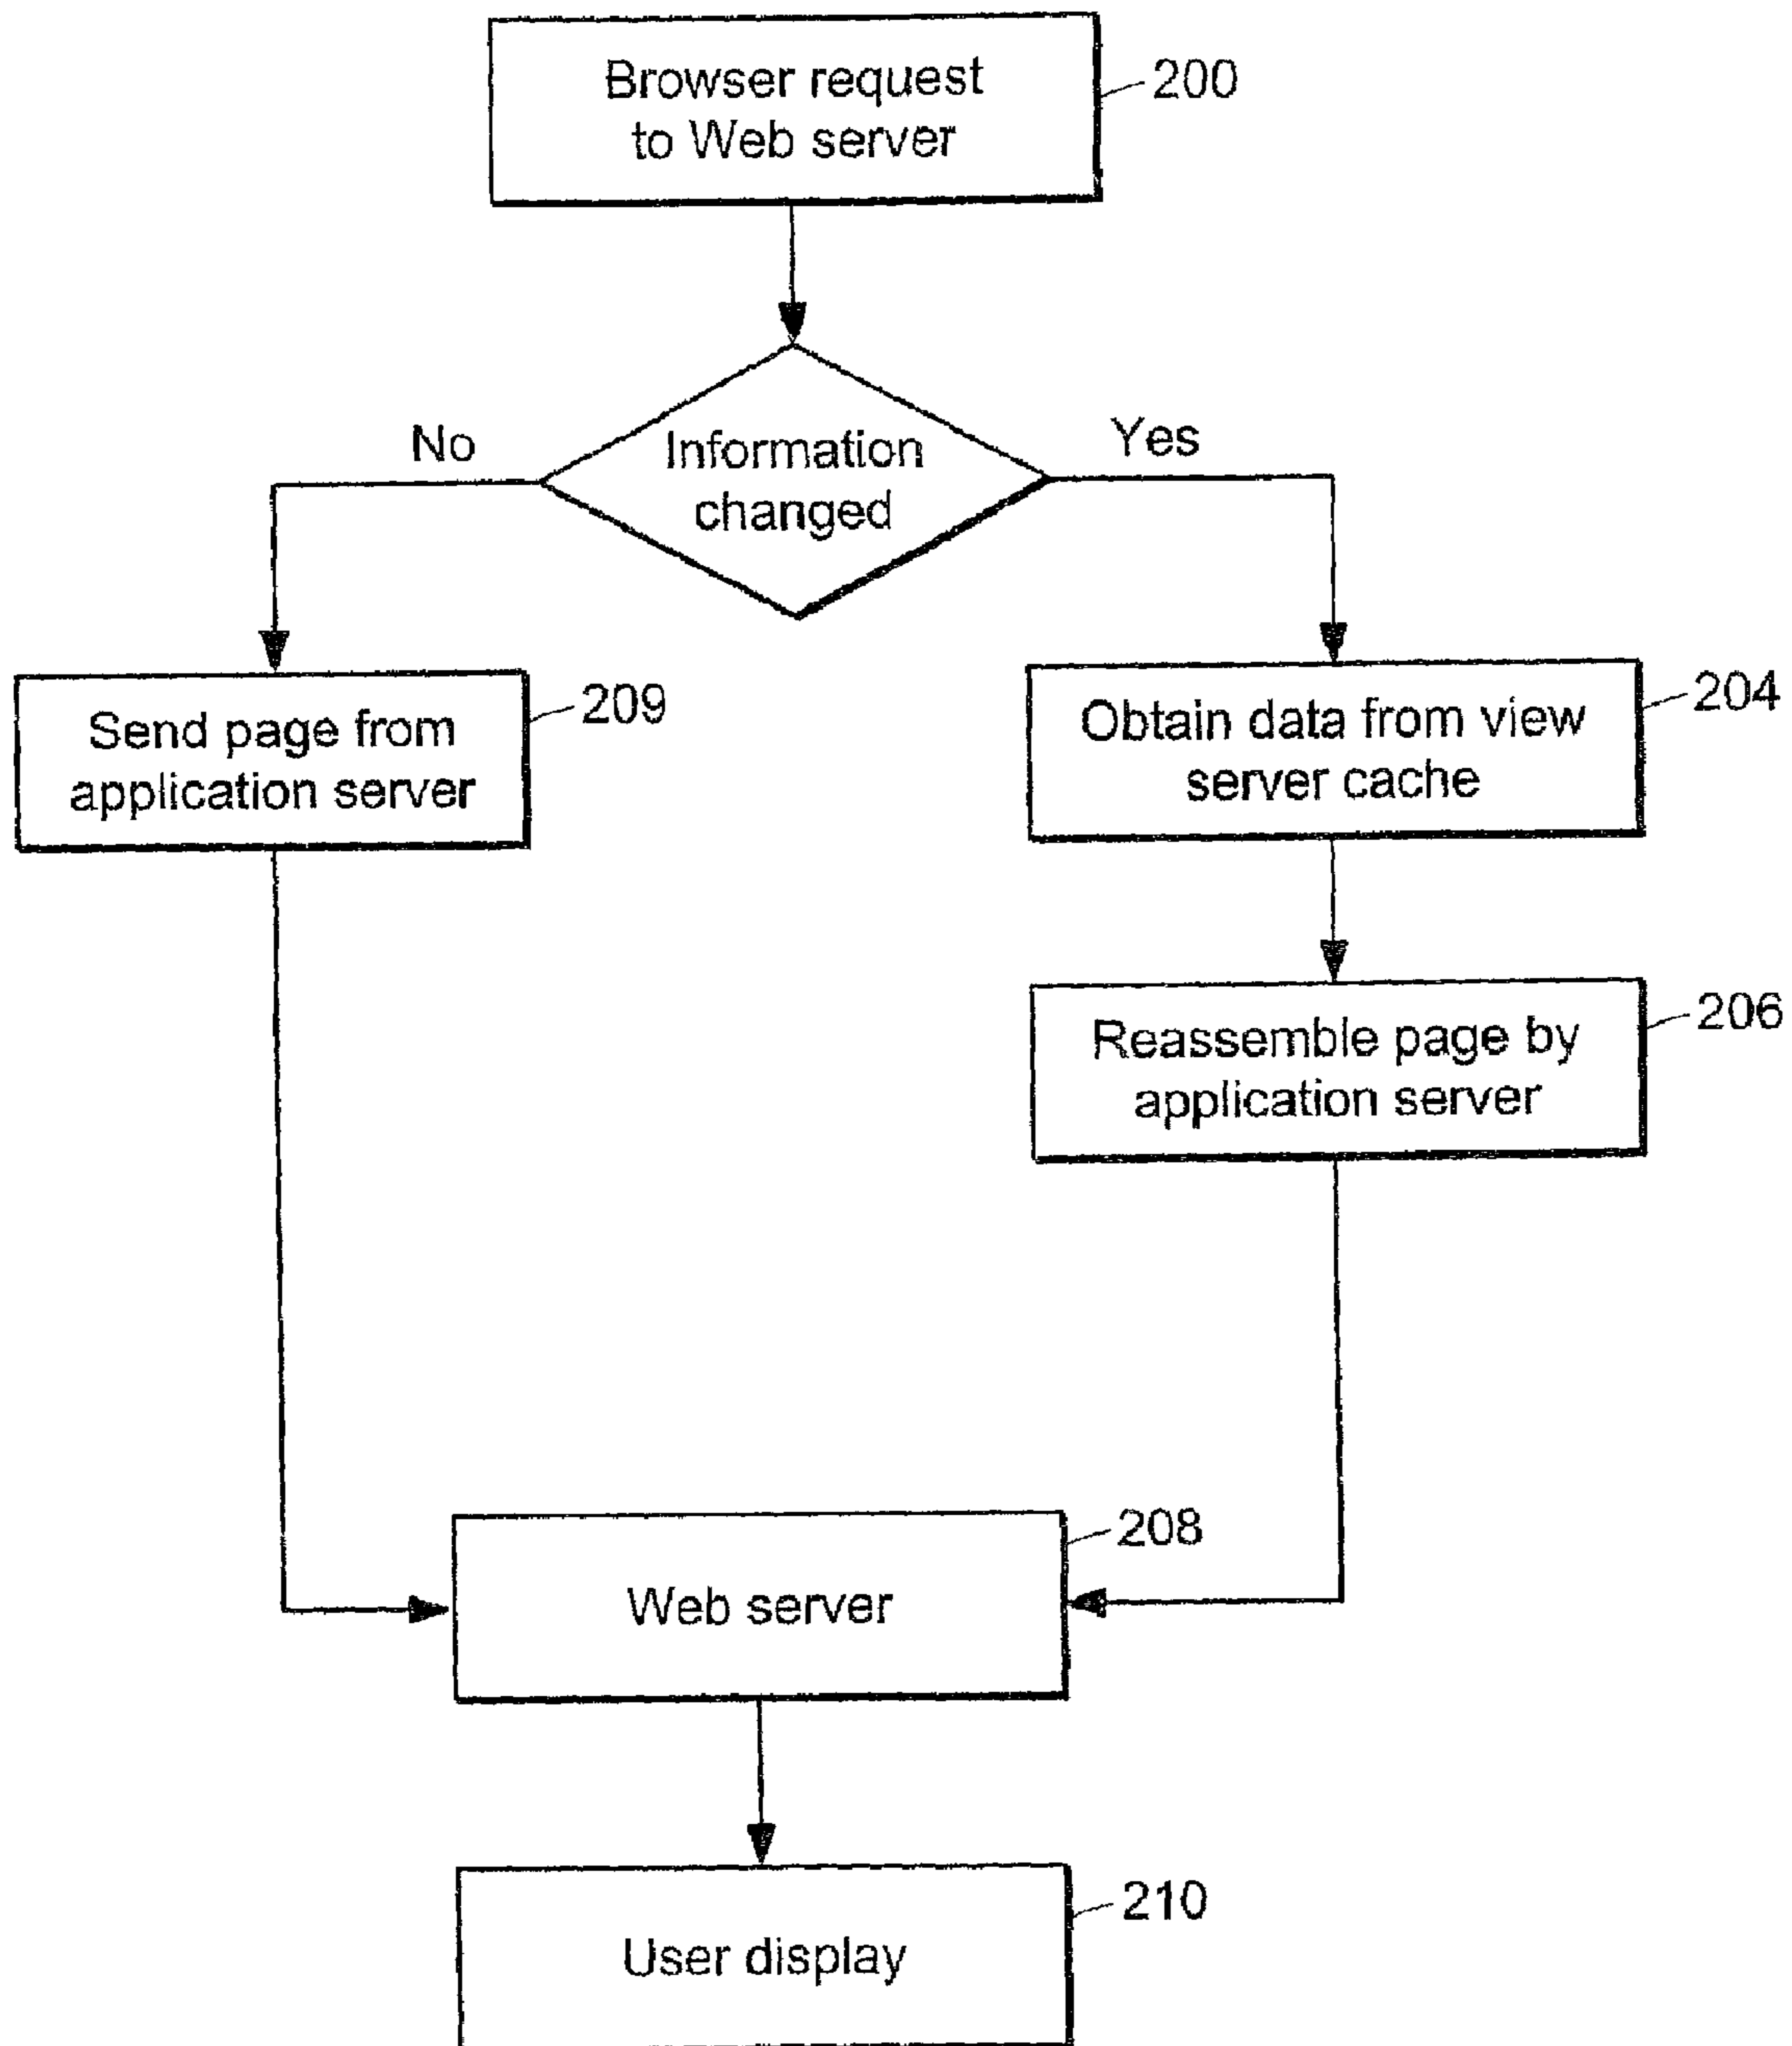 Browser request
to Web server
200
Information
changed
No
Yes
Send page from
application server
209
Obtain data from view
server cache
204
Reassemble page by
application server
206
Web server
208
User display
210